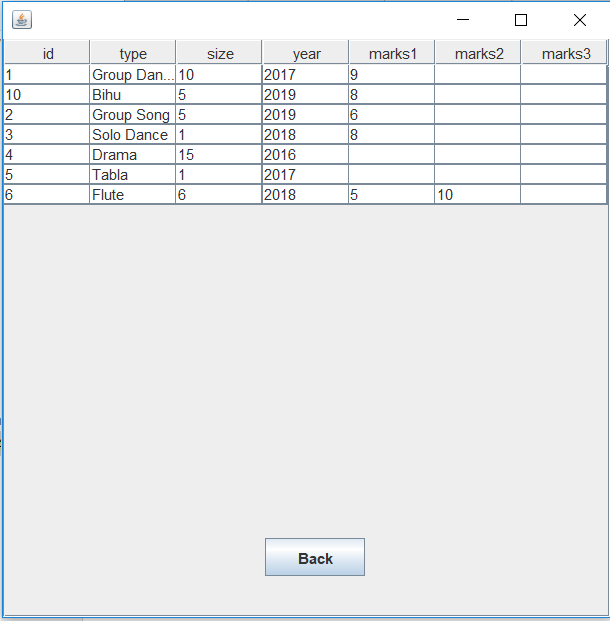 id type size year marks1 marks2 marks3
1 Group Dan... 10 2017 9
10 Bihu 5 2019 8
2 Group Song 5 2019 6
3 Solo Dance 1 2018 8
4 Drama 15 2016
5 Tabla 1 2017
6 Flute 6 2018 5 10
Back